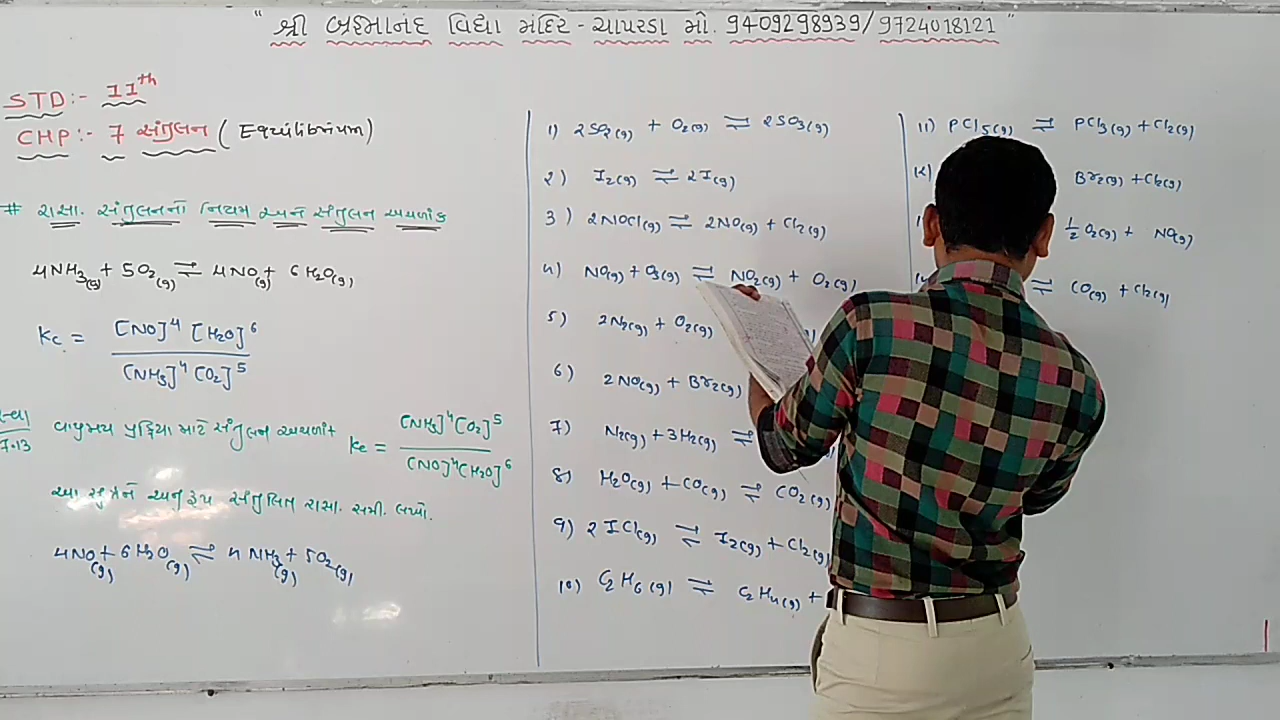 " શ્રી બ્રહ્માનંદ વિદ્યા મંદિર - ચાપરડા મો. 9409298939/9724018121 "
STD:- 11th
CHP:- 7 સંતુલન (Equilibrium)
# રાસા. સંતુલનનો નિયમ અને સંતુલન અચળાંક
4NH3(g) + 5O2(g) ⇌ 4NO(g) + 6H2O(g)
Kc = [NO]4 [H2O]6 / [NH3]4 [O2]5
7.13 વાયુમય પ્રક્રિયા માટે સંતુલન અચળાંક Kc = [NH3]4[O2]5 / [NO]4[H2O]6
આ સૂત્રને અનુરૂપ સંતુલિત રાસા. સમી. લખો.
4NO(g) + 6H2O(g) ⇌ 4NH3(g) + 5O2(g)
1) 2SO2(g) + O2(g) ⇌ 2SO3(g)
2) I2(g) ⇌ 2I(g)
3) 2NOCl(g) ⇌ 2NO(g) + Cl2(g)
4) NO(g) + O3(g) ⇌ NO2(g) + O2(g)
5) 2N2(g) + O2(g)
6) 2NO(g) + Br2(g)
7) N2(g) + 3H2(g) ⇌
8) H2O(g) + CO(g) ⇌ CO2(g)
9) 2ICl(g) ⇌ I2(g) + Cl2(g)
10) C2H6(g) ⇌ C2H4(g) +
11) PCl5(g) ⇌ PCl3(g) + Cl2(g)
12) Br2(g) + Cl2(g)
1/2 O2(g) + NO(g)
⇌ CO(g) + Cl2(g)